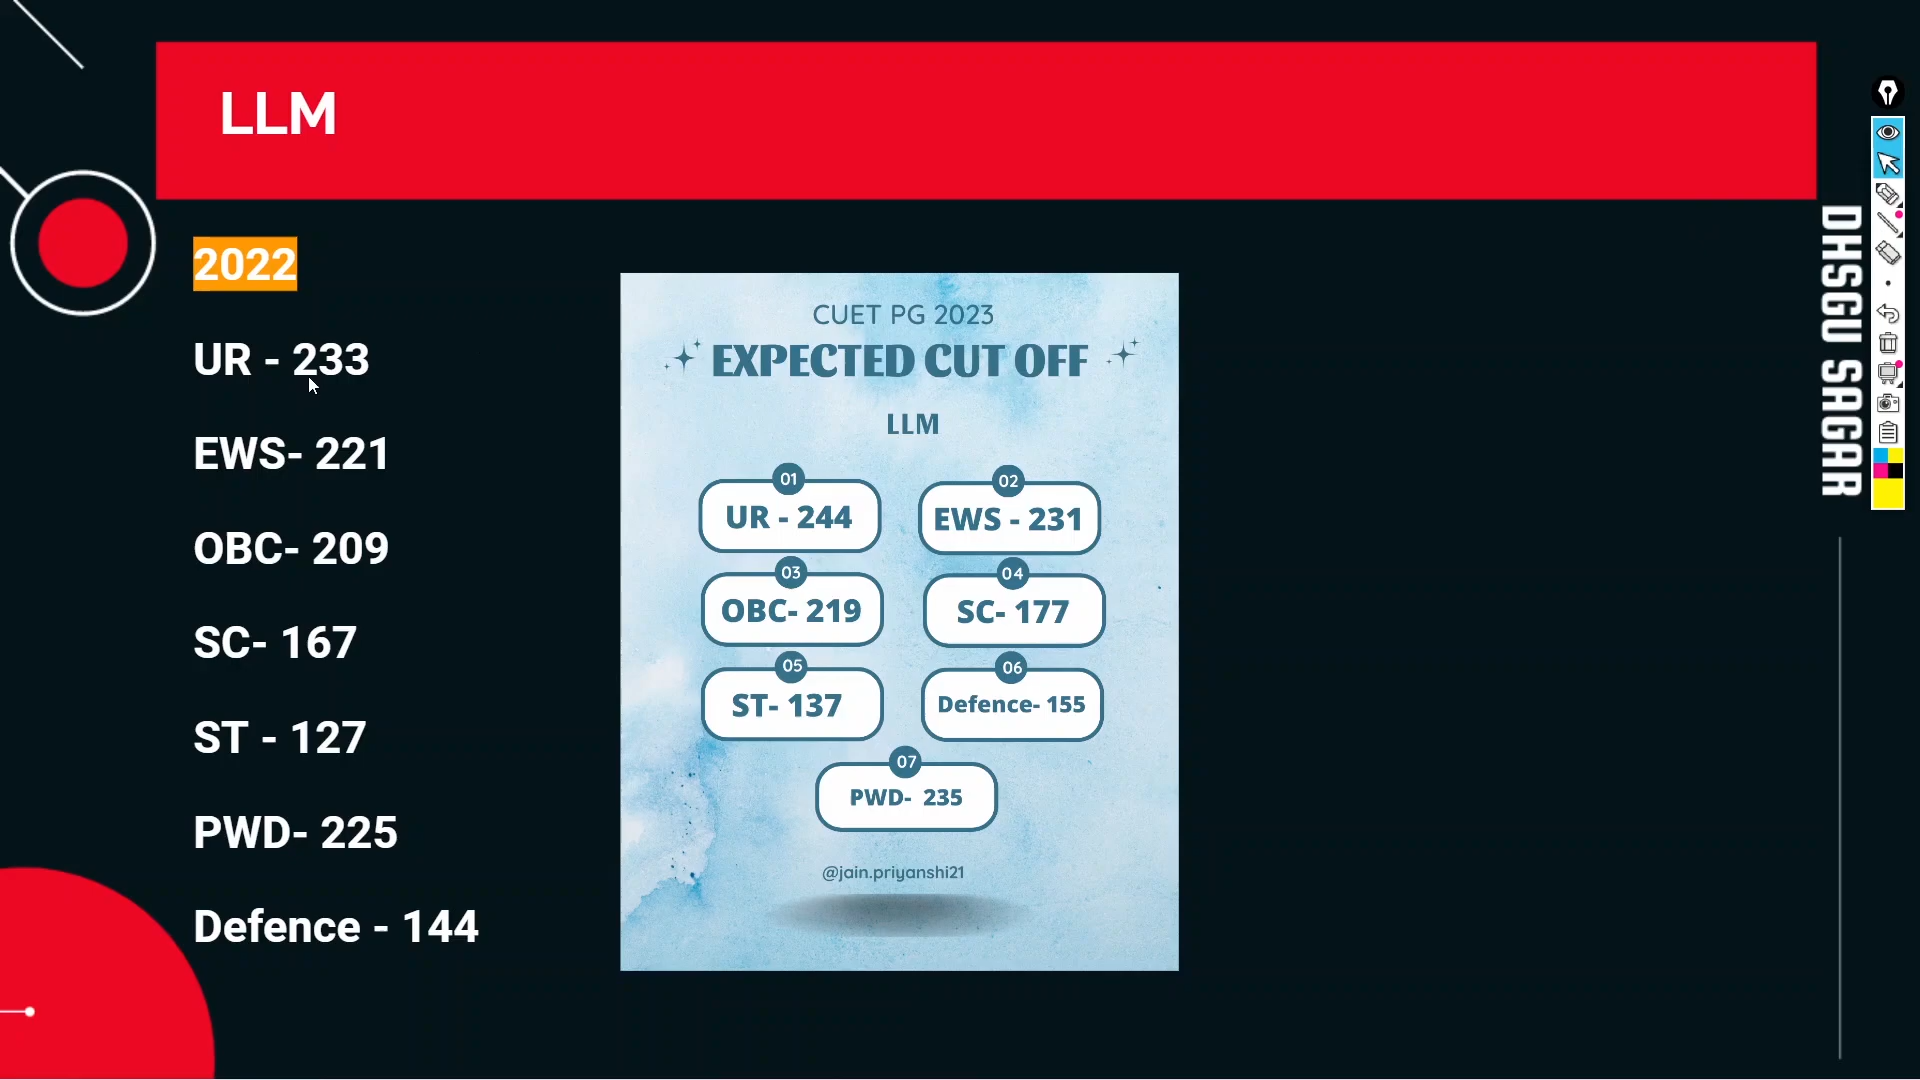 LLM
2022
UR - 233
EWS- 221
OBC- 209
SC- 167
ST - 127
PWD- 225
Defence - 144
CUET PG 2023
EXPECTED CUT OFF
LLM
01
UR - 244
02
EWS - 231
03
OBC- 219
04
SC- 177
05
ST- 137
06
Defence- 155
07
PWD- 235
@jain.priyanshi21
DHSGU SAGAR